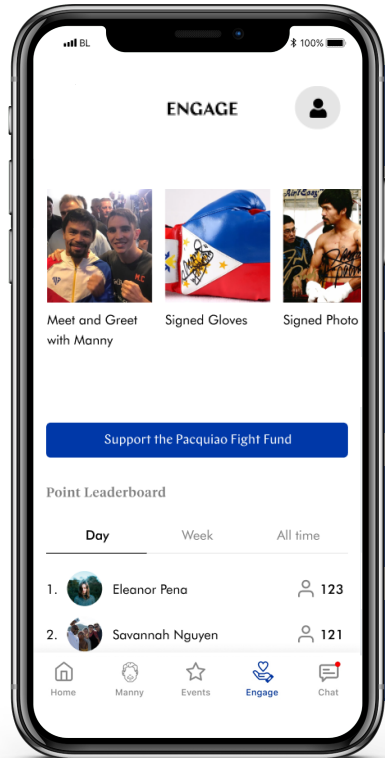 BL
100%
ENGAGE
Meet and Greet
with Manny
Signed Gloves
Signed Photo
Support the Pacquiao Fight Fund
Point Leaderboard
Day
Week
All time
1.
Eleanor Pena
123
2.
Savannah Nguyen
121
Home
Manny
Events
Engage
Chat